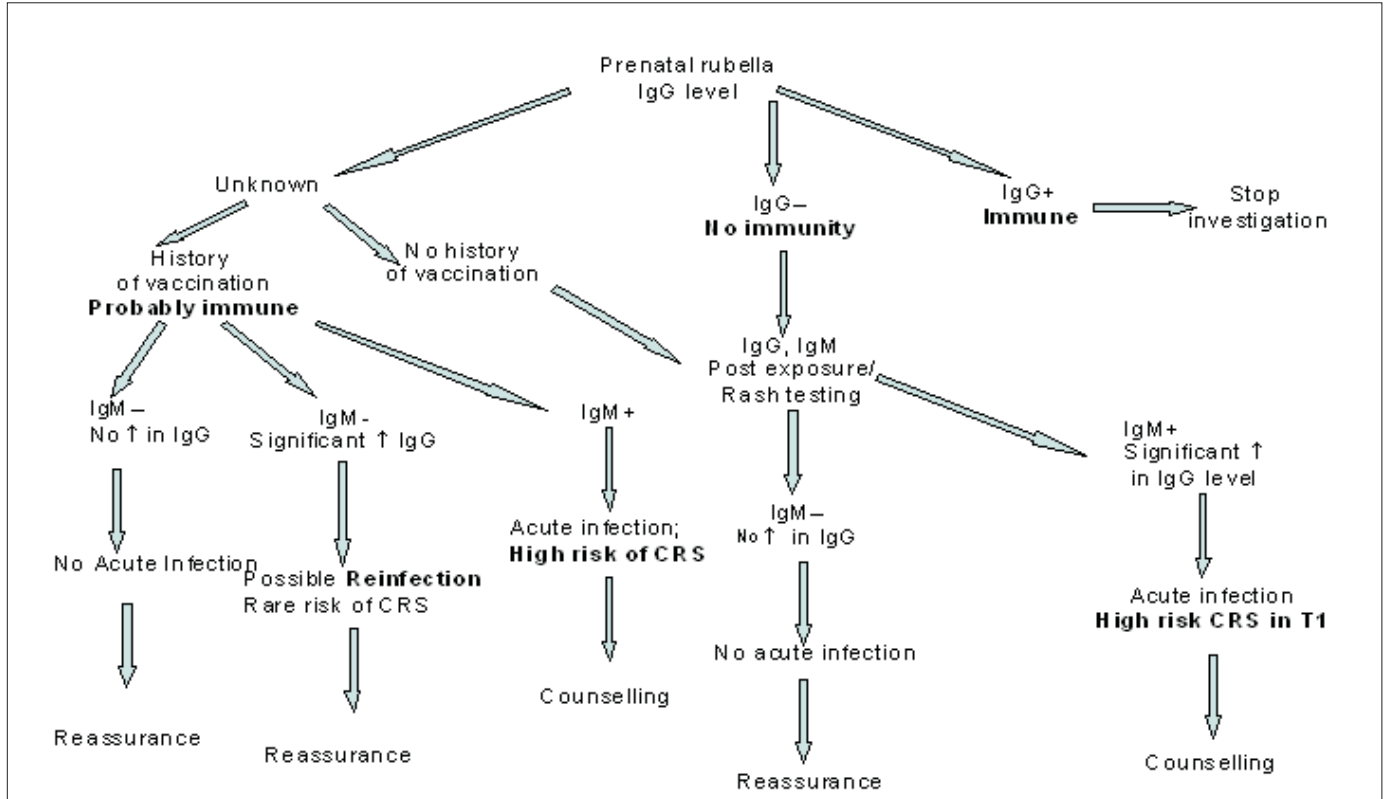 Prenatal rubella
IgG level
Unknown
IgG–
No immunity
IgG+
Immune
Stop
investigation
History
of vaccination
Probably immune
No history
of vaccination
IgG, IgM
Post exposure/
Rash testing
IgM–
No ↑ in IgG
IgM-
Significant ↑ IgG
IgM+
IgM+
Significant ↑
in IgG level
No Acute Infection
Possible Reinfection
Rare risk of CRS
Acute infection;
High risk of CRS
IgM–
No ↑ in IgG
Acute infection
High risk CRS in T1
No acute infection
Reassurance
Reassurance
Counselling
Reassurance
Counselling